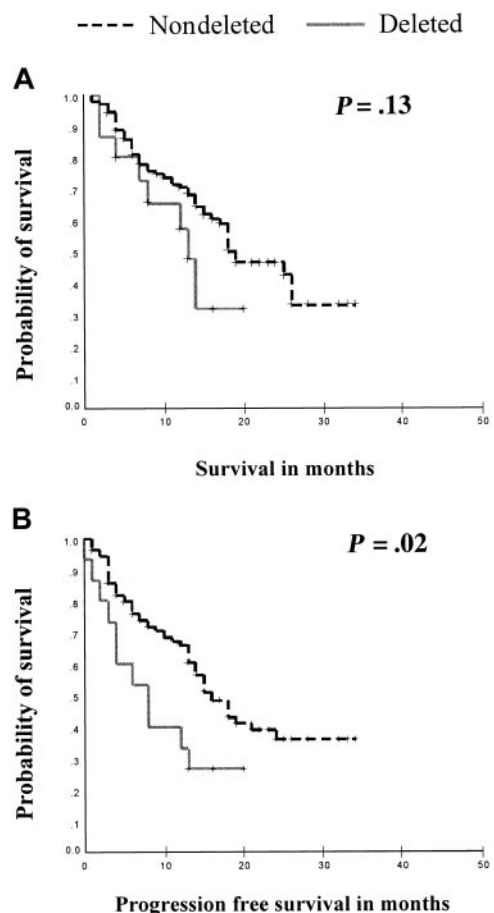 Nondeleted Deleted
A
P = .13
Probability of survival
1.0
.9
.8
.7
.6
.5
.4
.3
.2
.1
0.0
0 10 20 30 40 50
Survival in months
B
P = .02
Probability of survival
1.0
.9
.8
.7
.6
.5
.4
.3
.2
.1
0.0
0 10 20 30 40 50
Progression free survival in months